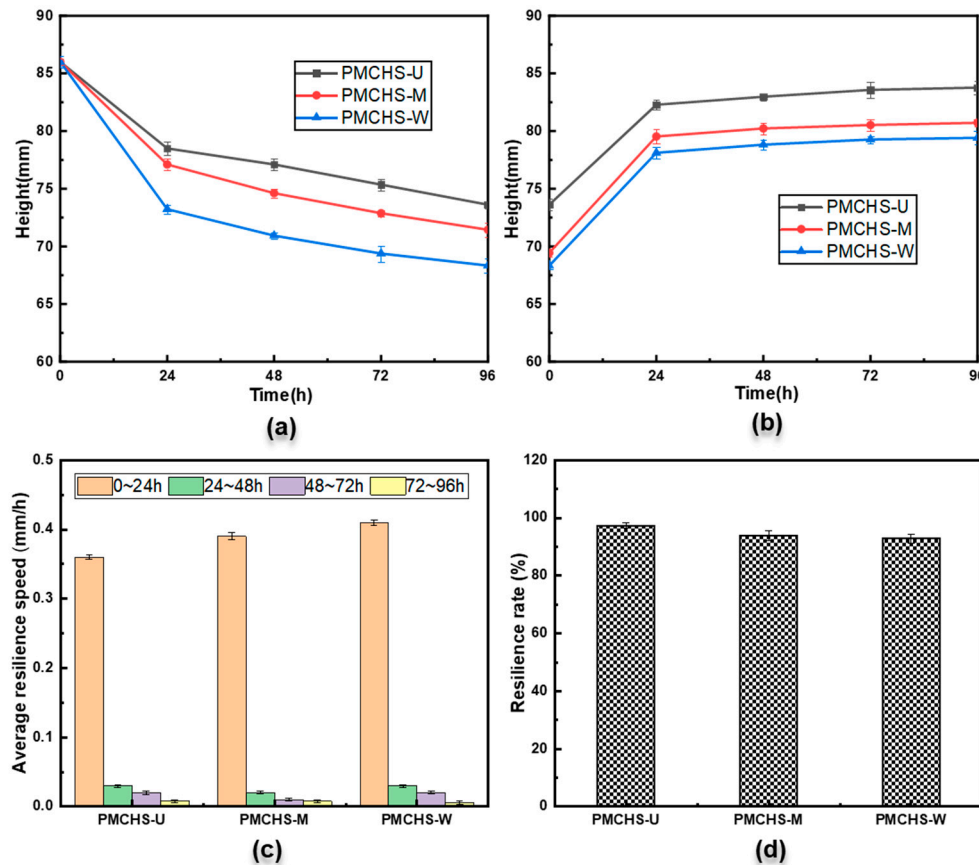 90
85
80
75
70
65
60
Height(mm)
PMCHS-U
PMCHS-M
PMCHS-W
0
24
48
72
96
Time(h)
(a)
90
85
80
75
70
65
60
Height(mm)
PMCHS-U
PMCHS-M
PMCHS-W
0
24
48
72
96
Time(h)
(b)
0.5
0.4
0.3
0.2
0.1
0.0
Average resilience speed (mm/h)
0~24h
24~48h
48~72h
72~96h
PMCHS-U
PMCHS-M
PMCHS-W
(c)
120
100
80
60
40
20
0
Resilience rate (%)
PMCHS-U
PMCHS-M
PMCHS-W
(d)